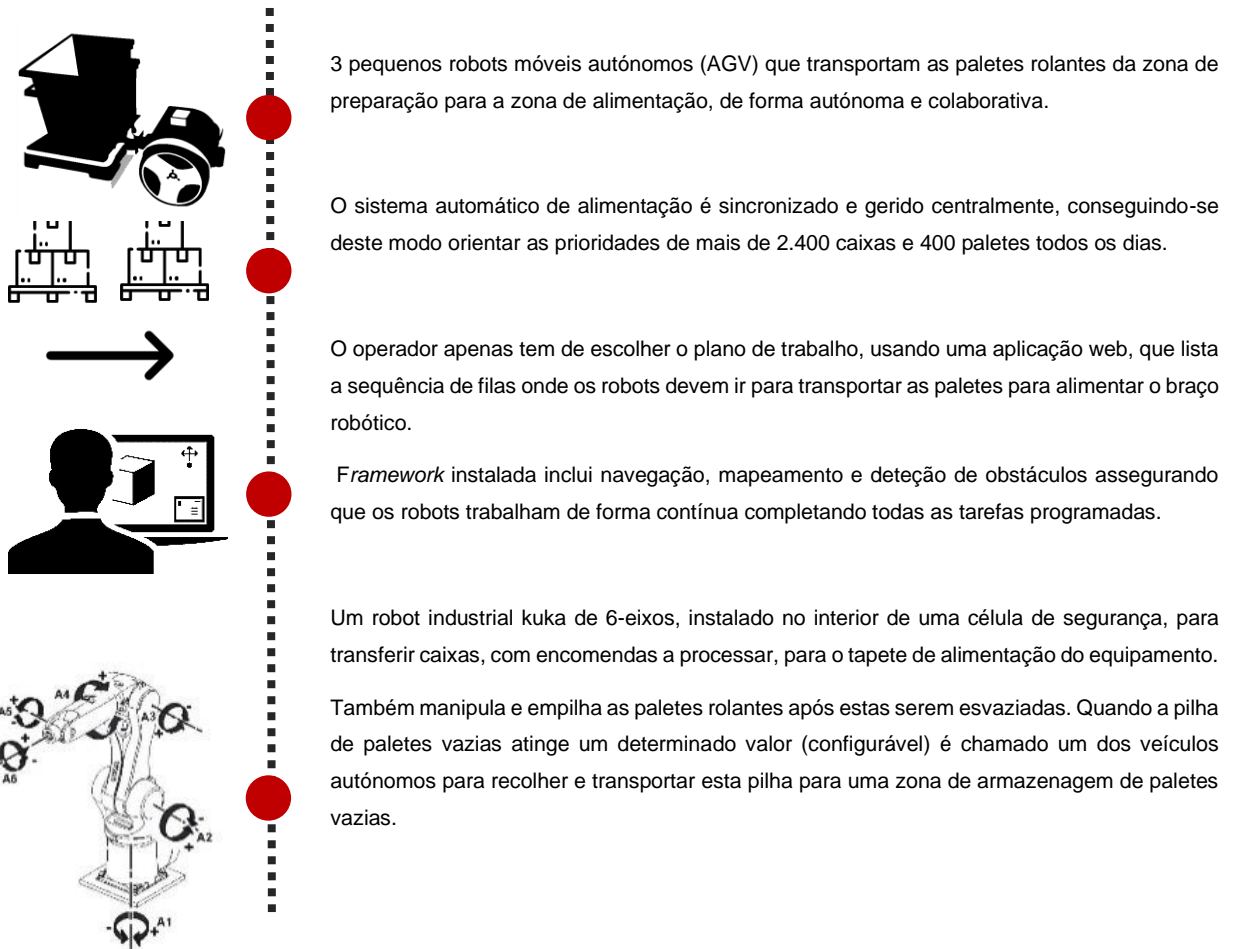 3 pequenos robots móveis autónomos (AGV) que transportam as paletes rolantes da zona de
preparação para a zona de alimentação, de forma autónoma e colaborativa.
O sistema automático de alimentação é sincronizado e gerido centralmente, conseguindo-se
deste modo orientar as prioridades de mais de 2.400 caixas e 400 paletes todos os dias.
O operador apenas tem de escolher o plano de trabalho, usando uma aplicação web, que lista
a sequência de filas onde os robots devem ir para transportar as paletes para alimentar o braço
robótico.
Framework instalada inclui navegação, mapeamento e deteção de obstáculos assegurando
que os robots trabalham de forma contínua completando todas as tarefas programadas.
Um robot industrial kuka de 6-eixos, instalado no interior de uma célula de segurança, para
transferir caixas, com encomendas a processar, para o tapete de alimentação do equipamento.
Também manipula e empilha as paletes rolantes após estas serem esvaziadas. Quando a pilha
de paletes vazias atinge um determinado valor (configurável) é chamado um dos veículos
autónomos para recolher e transportar esta pilha para uma zona de armazenagem de paletes
vazias.
+
A4
+
A5
-
A3
-
+
+
-
A6
-
A2
+
- + A1